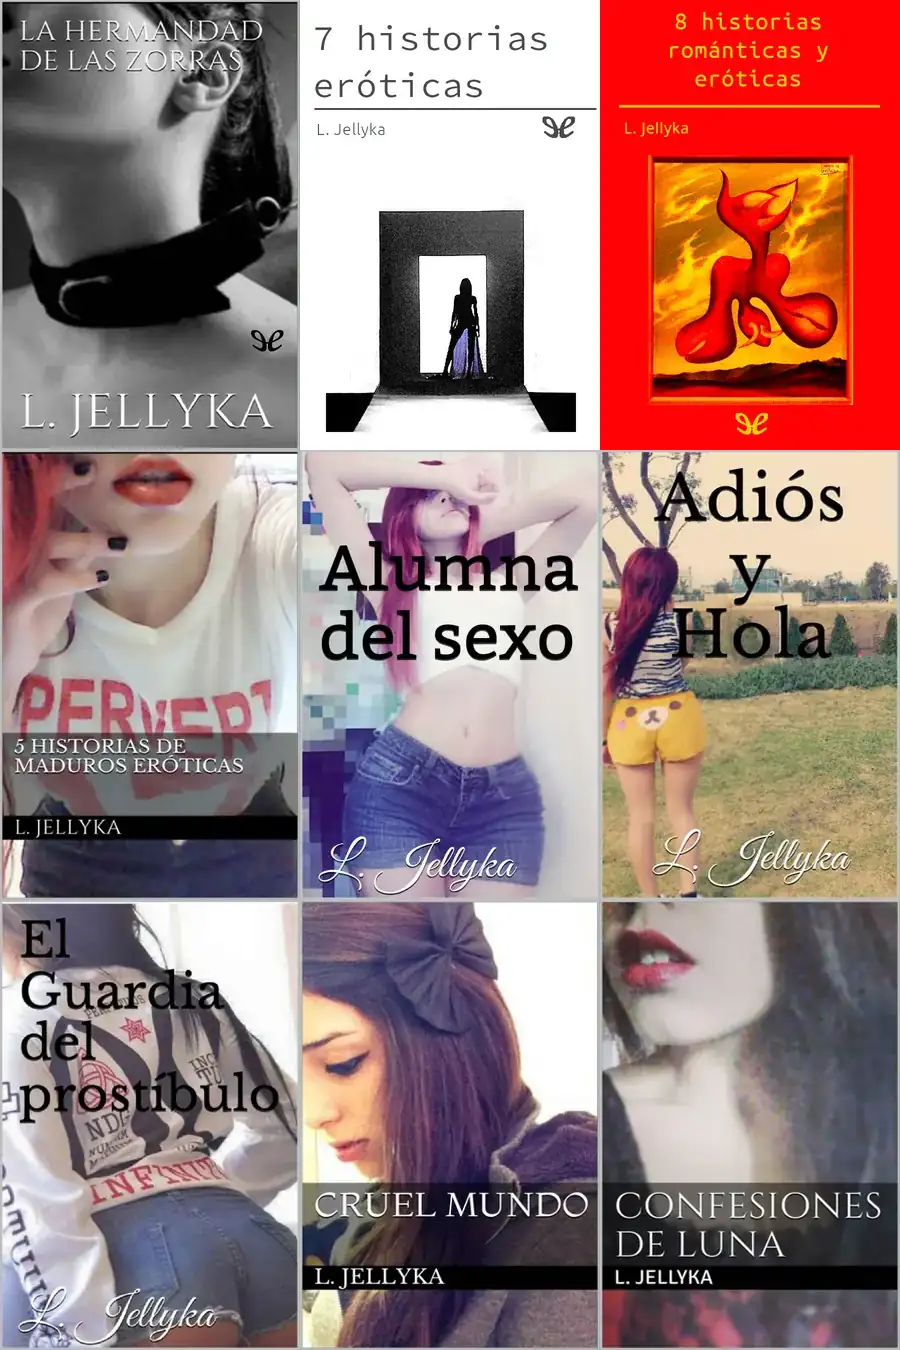 LA HERMANDAD
DE LAS ZORRAS
L. JELLYKA
7 historias
eróticas
L. Jellyka
8 historias
románticas y
eróticas
L. Jellyka
PERVERT
5 HISTORIAS DE
MADUROS ERÓTICAS
L. JELLYKA
Alumna
del sexo
L. Jellyka
Adiós
y
Hola
L. Jellyka
El
Guardia
del
prostíbulo
INFINIT
L. Jellyka
CRUEL MUNDO
L. JELLYKA
CONFESIONES
DE LUNA
L. JELLYKA